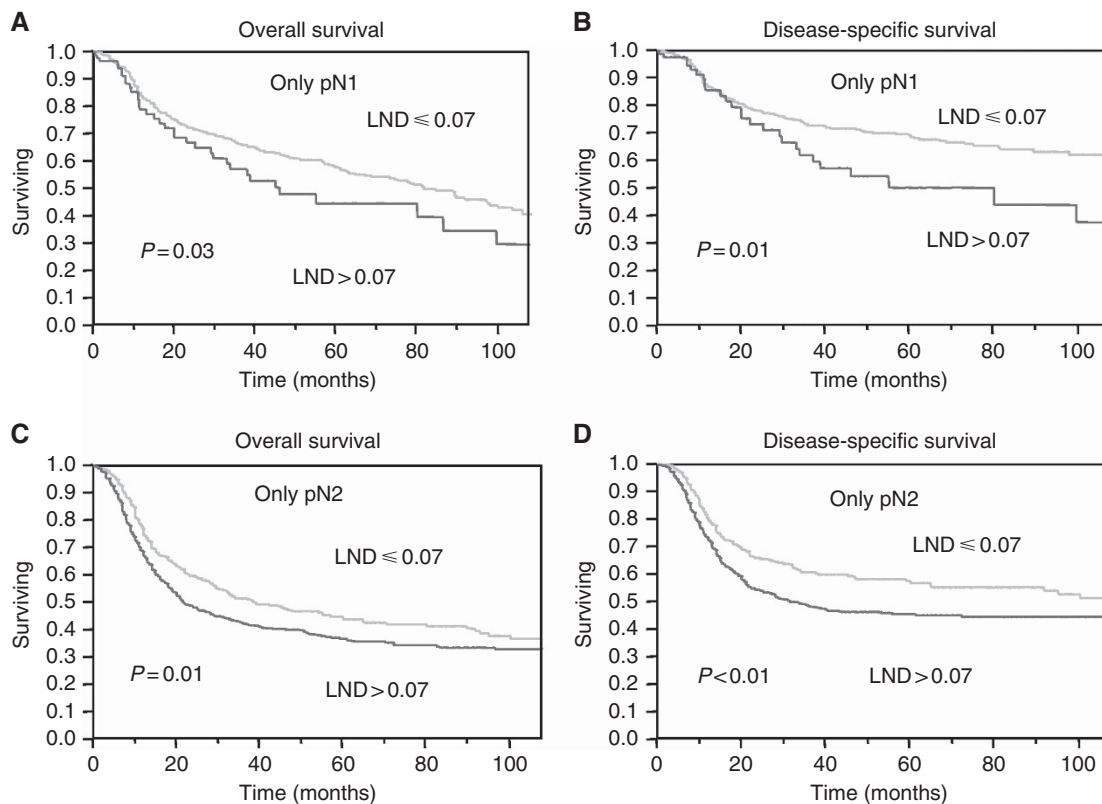 A
Overall survival
1.0
0.9
0.8
0.7
0.6
0.5
0.4
0.3
0.2
0.1
0.0
Surviving
Only pN1
LND ≤ 0.07
P = 0.03
LND > 0.07
0 20 40 60 80 100
Time (months)
B
Disease-specific survival
1.0
0.9
0.8
0.7
0.6
0.5
0.4
0.3
0.2
0.1
0.0
Surviving
Only pN1
LND ≤ 0.07
P = 0.01
LND > 0.07
0 20 40 60 80 100
Time (months)
C
Overall survival
1.0
0.9
0.8
0.7
0.6
0.5
0.4
0.3
0.2
0.1
0.0
Surviving
Only pN2
LND ≤ 0.07
P = 0.01
LND > 0.07
0 20 40 60 80 100
Time (months)
D
Disease-specific survival
1.0
0.9
0.8
0.7
0.6
0.5
0.4
0.3
0.2
0.1
0.0
Surviving
Only pN2
LND ≤ 0.07
P < 0.01
LND > 0.07
0 20 40 60 80 100
Time (months)